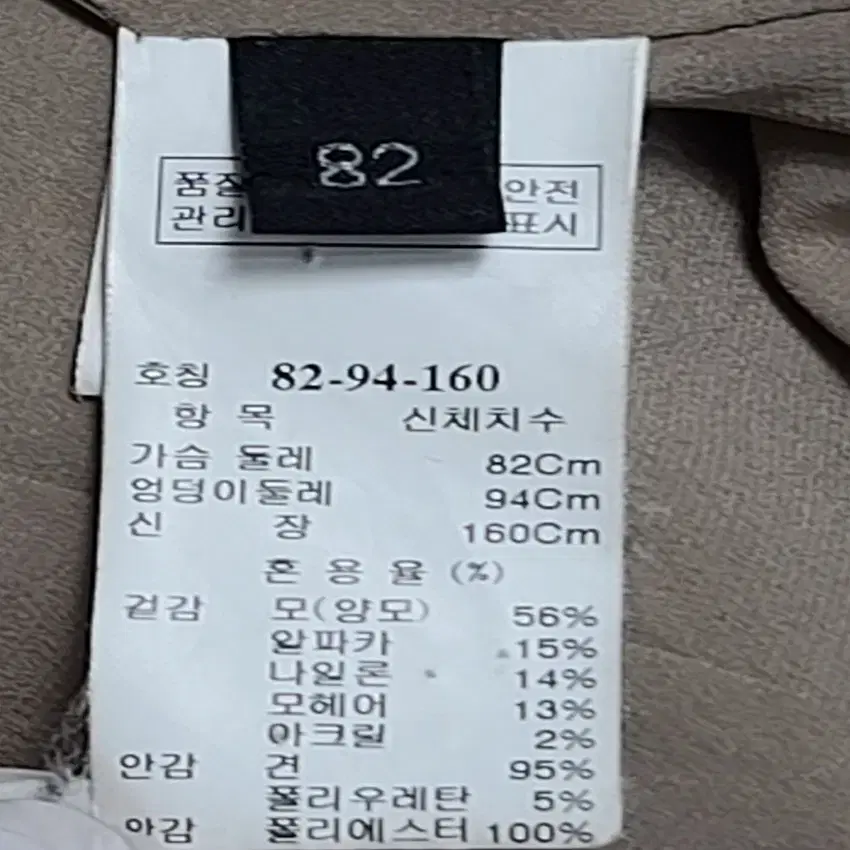 82
품질 안전
관리 표시
호칭 82-94-160
항 목 신체치수
가슴 둘레 82Cm
엉덩이둘레 94Cm
신 장 160Cm
혼 용 율 (%)
겉감 모(양모) 56%
알파카 15%
나일론 14%
모헤어 13%
아크릴 2%
안감 견 95%
폴리우레탄 5%
안감 폴리에스터 100%